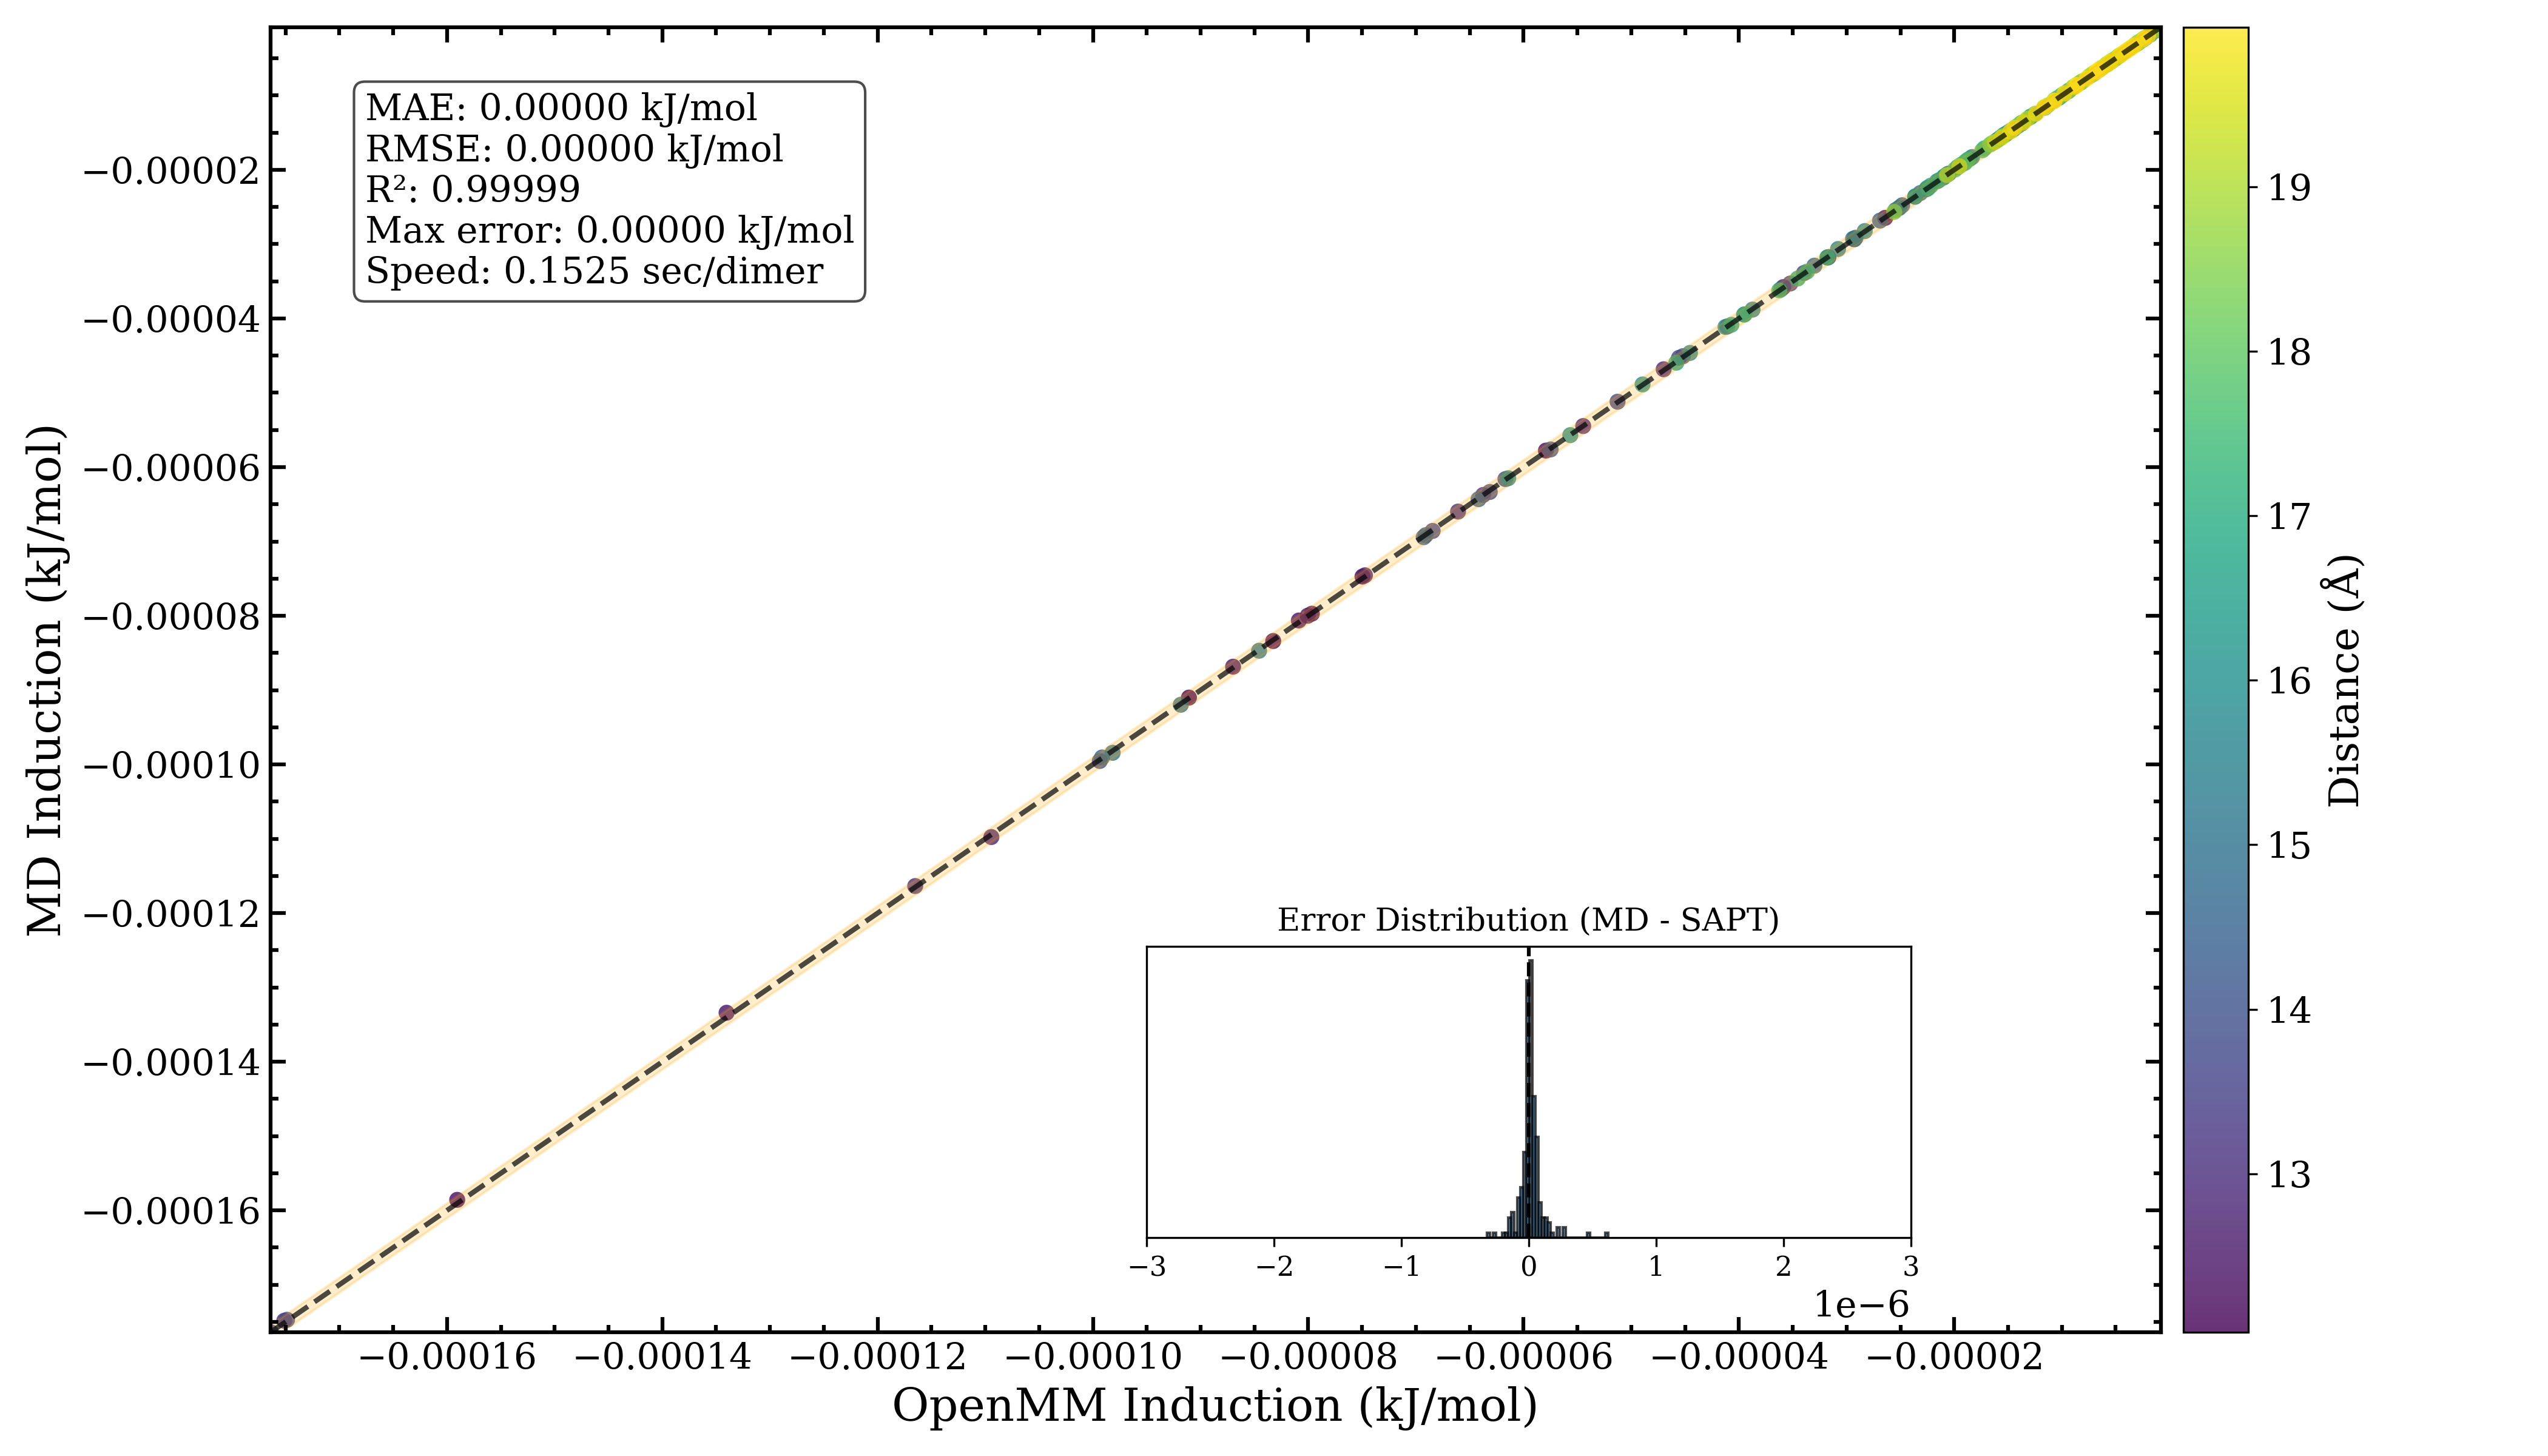 MAE: 0.00000 kJ/mol
RMSE: 0.00000 kJ/mol
R²: 0.99999
Max error: 0.00000 kJ/mol
Speed: 0.1525 sec/dimer
−0.00002
−0.00004
−0.00006
−0.00008
−0.00010
−0.00012
−0.00014
−0.00016
MD Induction (kJ/mol)
Error Distribution (MD - SAPT)
−3 −2 −1 0 1 2 3
1e−6
−0.00016 −0.00014 −0.00012 −0.00010 −0.00008 −0.00006 −0.00004 −0.00002
OpenMM Induction (kJ/mol)
19
18
17
16
15
14
13
Distance (Å)